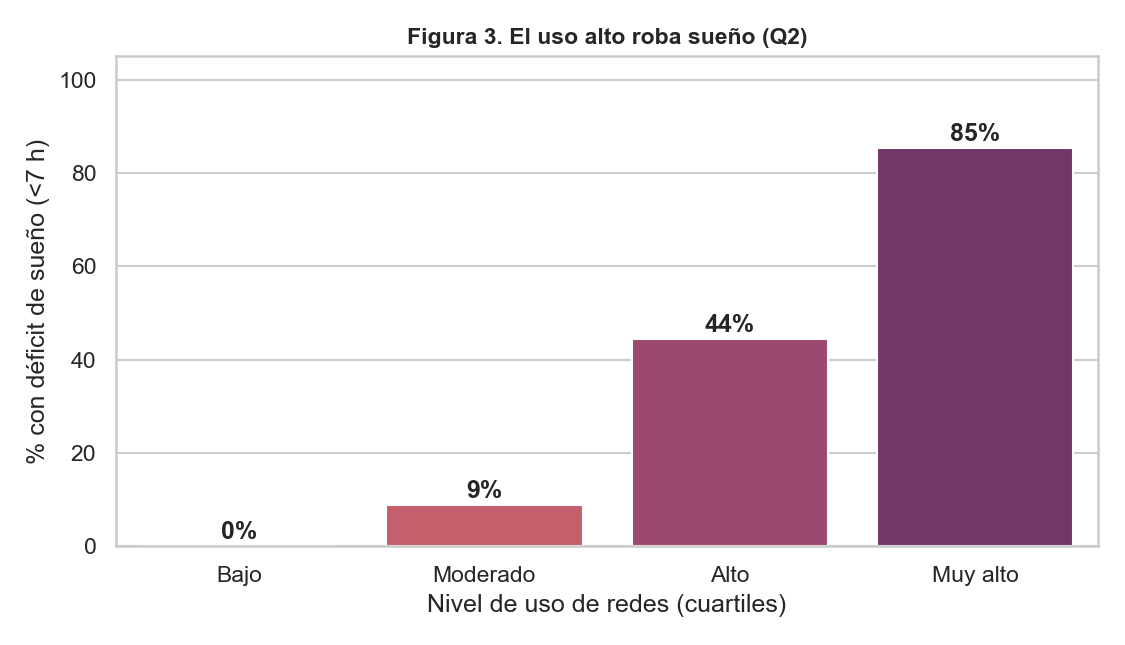 Figura 3. El uso alto roba sueño (Q2)
% con déficit de sueño (<7 h)
100
80
60
40
20
0
0%
9%
44%
85%
Bajo
Moderado
Alto
Muy alto
Nivel de uso de redes (cuartiles)